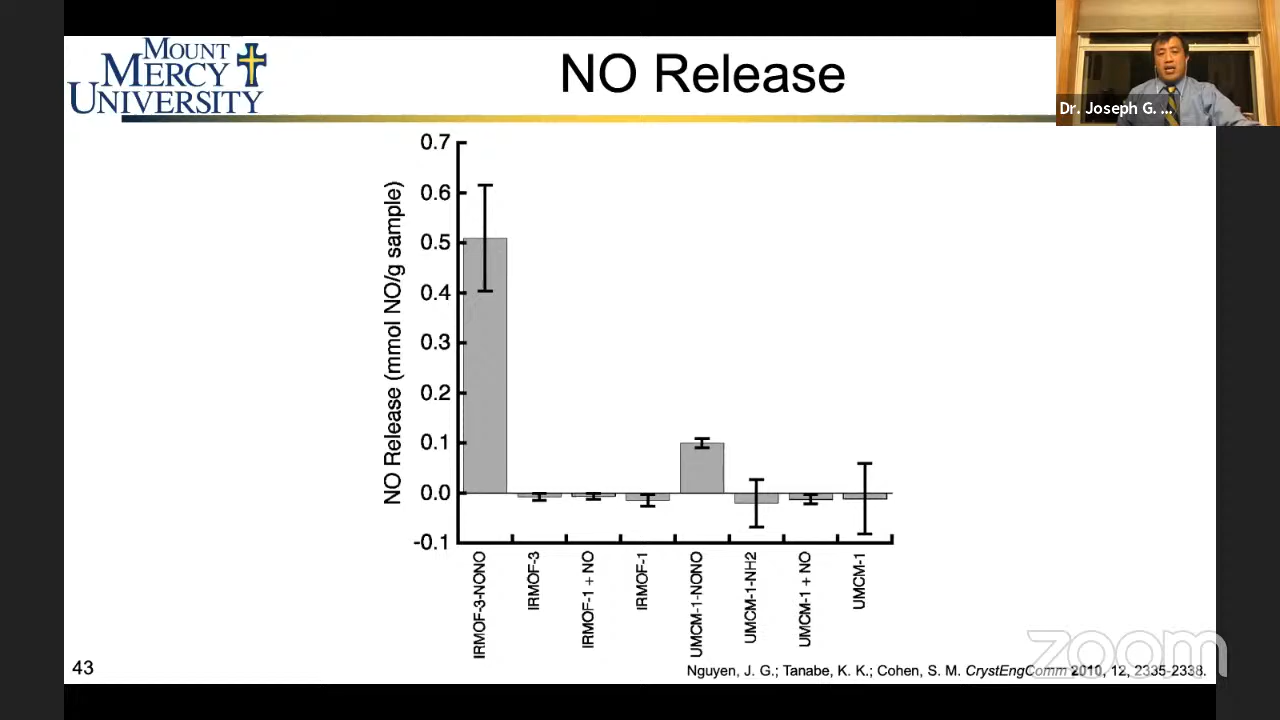 MOUNT
MERCY
UNIVERSITY
NO Release
Dr. Joseph G. ...
NO Release (mmol NO/g sample)
0.7
0.6
0.5
0.4
0.3
0.2
0.1
0.0
-0.1
IRMOF-3-NONO
IRMOF-3
IRMOF-1 + NO
IRMOF-1
UMCM-1-NONO
UMCM-1-NH2
UMCM-1 + NO
UMCM-1
zoom
43
Nguyen, J. G.; Tanabe, K. K.; Cohen, S. M. CrystEngComm 2010, 12, 2335-2338.